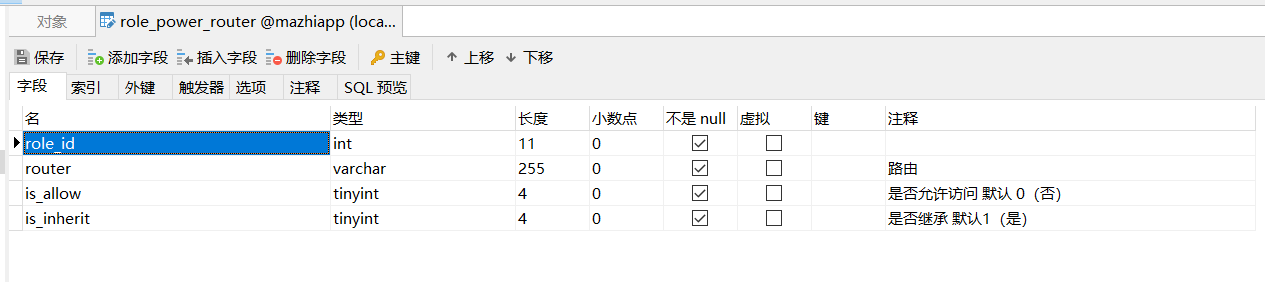 对象 role_power_router @mazhiapp (loca...
保存 添加字段 插入字段 删除字段 主键 上移 下移
字段 索引 外键 触发器 选项 注释 SQL 预览
名 类型 长度 小数点 不是 null 虚拟 键 注释
role_id int 11 0
router varchar 255 0 路由
is_allow tinyint 4 0 是否允许访问 默认 0（否）
is_inherit tinyint 4 0 是否继承 默认1（是）